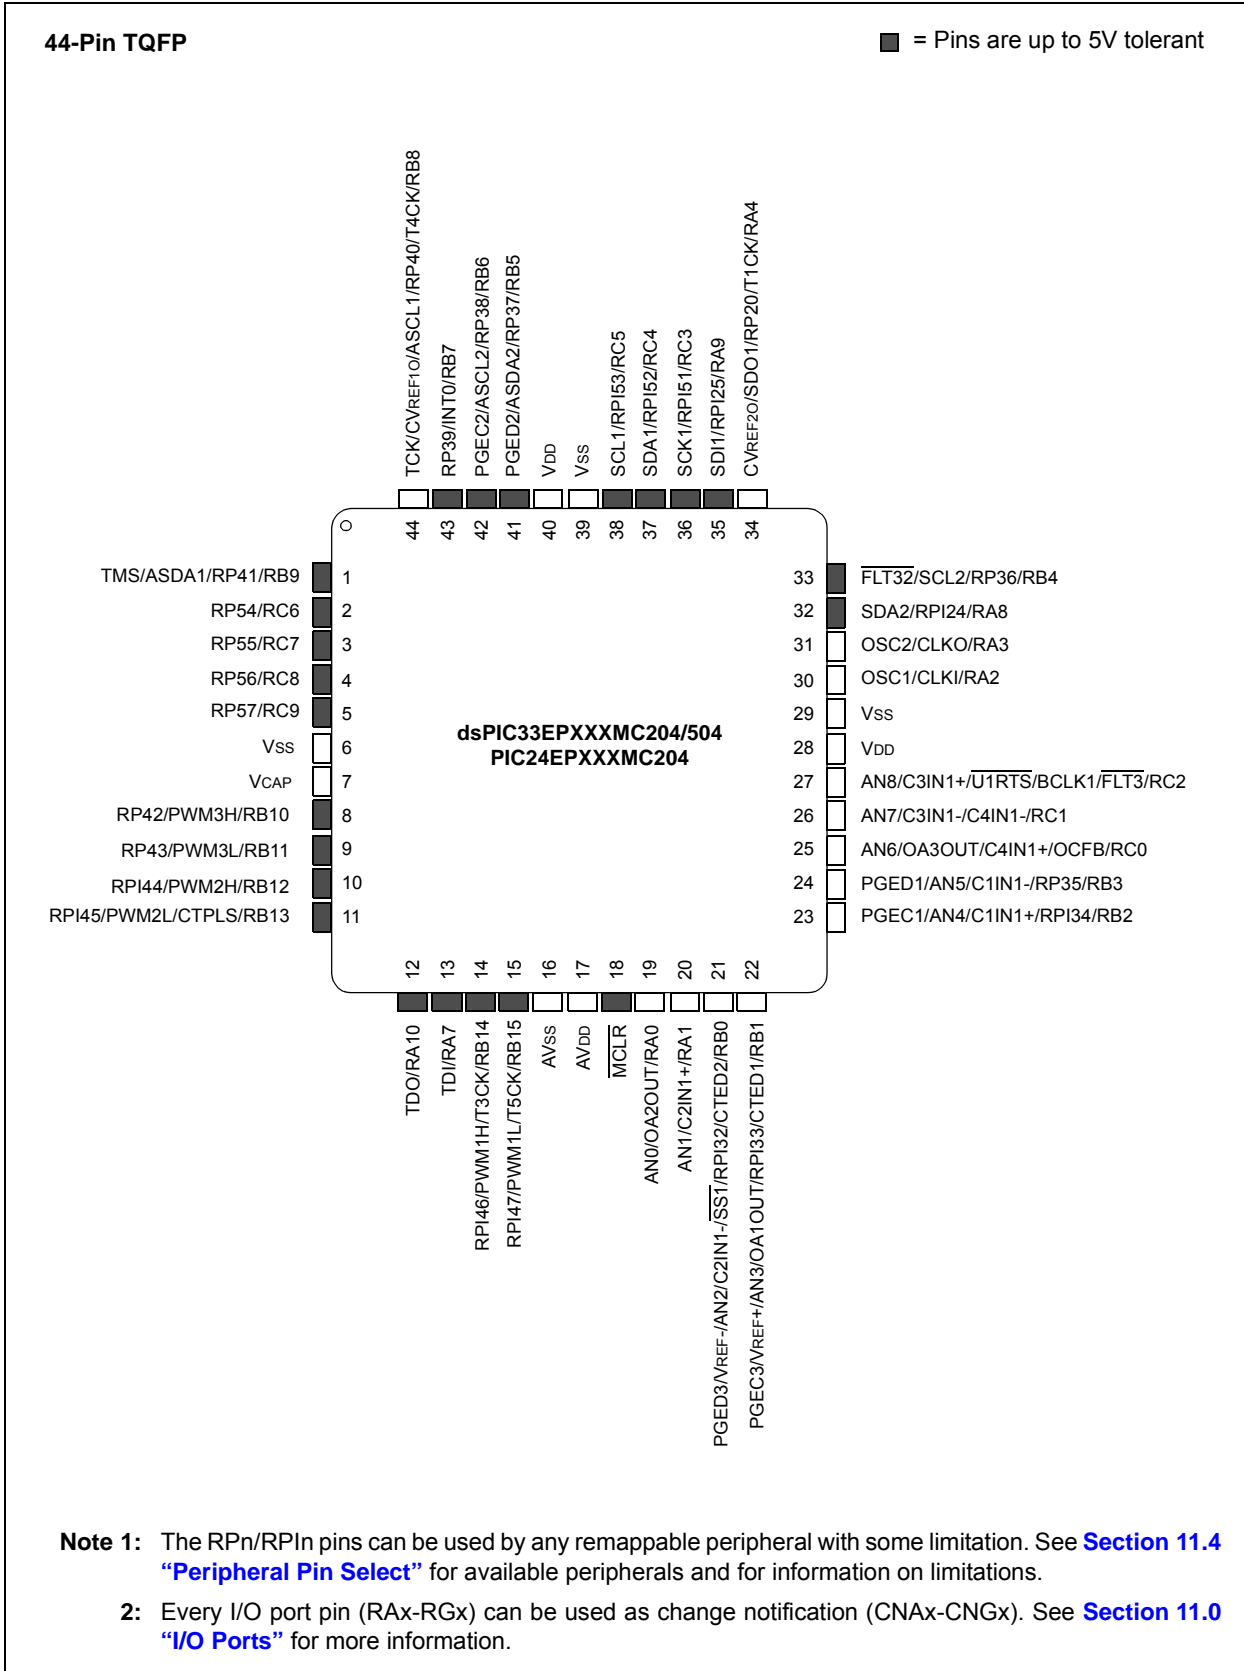 44-Pin TQFP
= Pins are up to 5V tolerant
TCK/CVREF1O/ASCL1/RP40/T4CK/RB8
RP39/INT0/RB7
PGEC2/ASCL2/RP38/RB6
PGED2/ASDA2/RP37/RB5
VDD
VSS
SCL1/RPI53/RC5
SDA1/RPI52/RC4
SCK1/RPI51/RC3
SDI1/RPI25/RA9
CVREF2O/SDO1/RP20/T1CK/RA4
44 43 42 41 40 39 38 37 36 35 34
TMS/ASDA1/RP41/RB9 1
RP54/RC6 2
RP55/RC7 3
RP56/RC8 4
RP57/RC9 5
VSS 6
VCAP 7
RP42/PWM3H/RB10 8
RP43/PWM3L/RB11 9
RPI44/PWM2H/RB12 10
RPI45/PWM2L/CTPLS/RB13 11
dsPIC33EPXXXMC204/504
PIC24EPXXXMC204
33 FLT32/SCL2/RP36/RB4
32 SDA2/RPI24/RA8
31 OSC2/CLKO/RA3
30 OSC1/CLKI/RA2
29 VSS
28 VDD
27 AN8/C3IN1+/U1RTS/BCLK1/FLT3/RC2
26 AN7/C3IN1-/C4IN1-/RC1
25 AN6/OA3OUT/C4IN1+/OCFB/RC0
24 PGED1/AN5/C1IN1-/RP35/RB3
23 PGEC1/AN4/C1IN1+/RPI34/RB2
12 13 14 15 16 17 18 19 20 21 22
TDO/RA10
TDI/RA7
RPI46/PWM1H/T3CK/RB14
RPI47/PWM1L/T5CK/RB15
AVSS
AVDD
MCLR
AN0/OA2OUT/RA0
AN1/C2IN1+/RA1
PGED3/VREF-/AN2/C2IN1-/SS1/RPI32/CTED2/RB0
PGEC3/VREF+/AN3/OA1OUT/RPI33/CTED1/RB1
Note 1: The RPn/RPIn pins can be used by any remappable peripheral with some limitation. See Section 11.4
“Peripheral Pin Select” for available peripherals and for information on limitations.
2: Every I/O port pin (RAx-RGx) can be used as change notification (CNAx-CNGx). See Section 11.0
“I/O Ports” for more information.